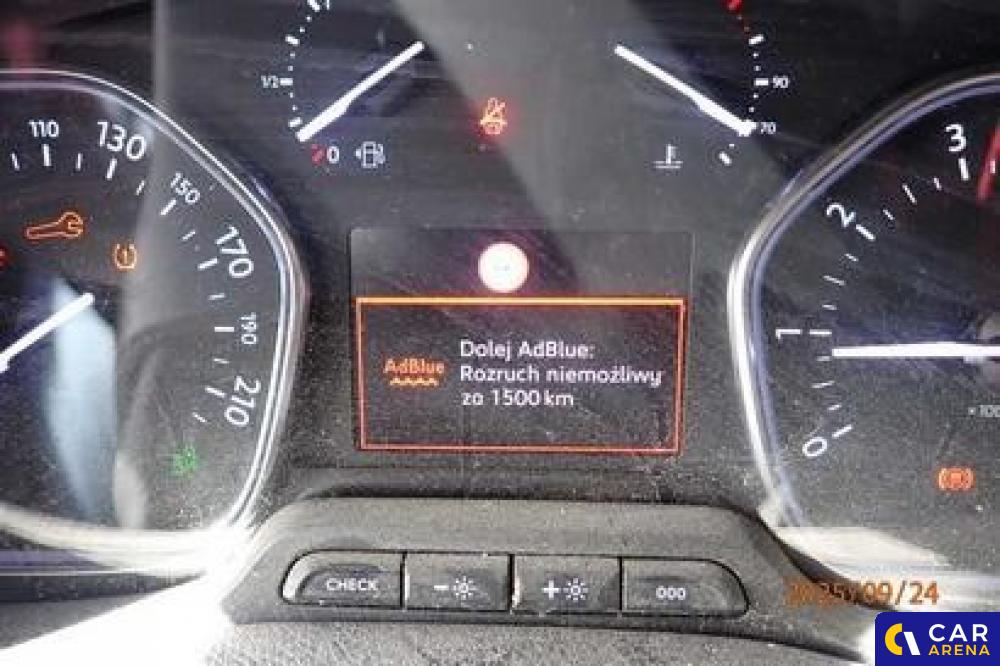 1/2
0
90
70
110
130
150
170
190
210
3
2
1
0
AdBlue
Dolej AdBlue:
Rozruch niemożliwy
za 1500 km
CHECK
000
2025/09/24
CAR
ARENA